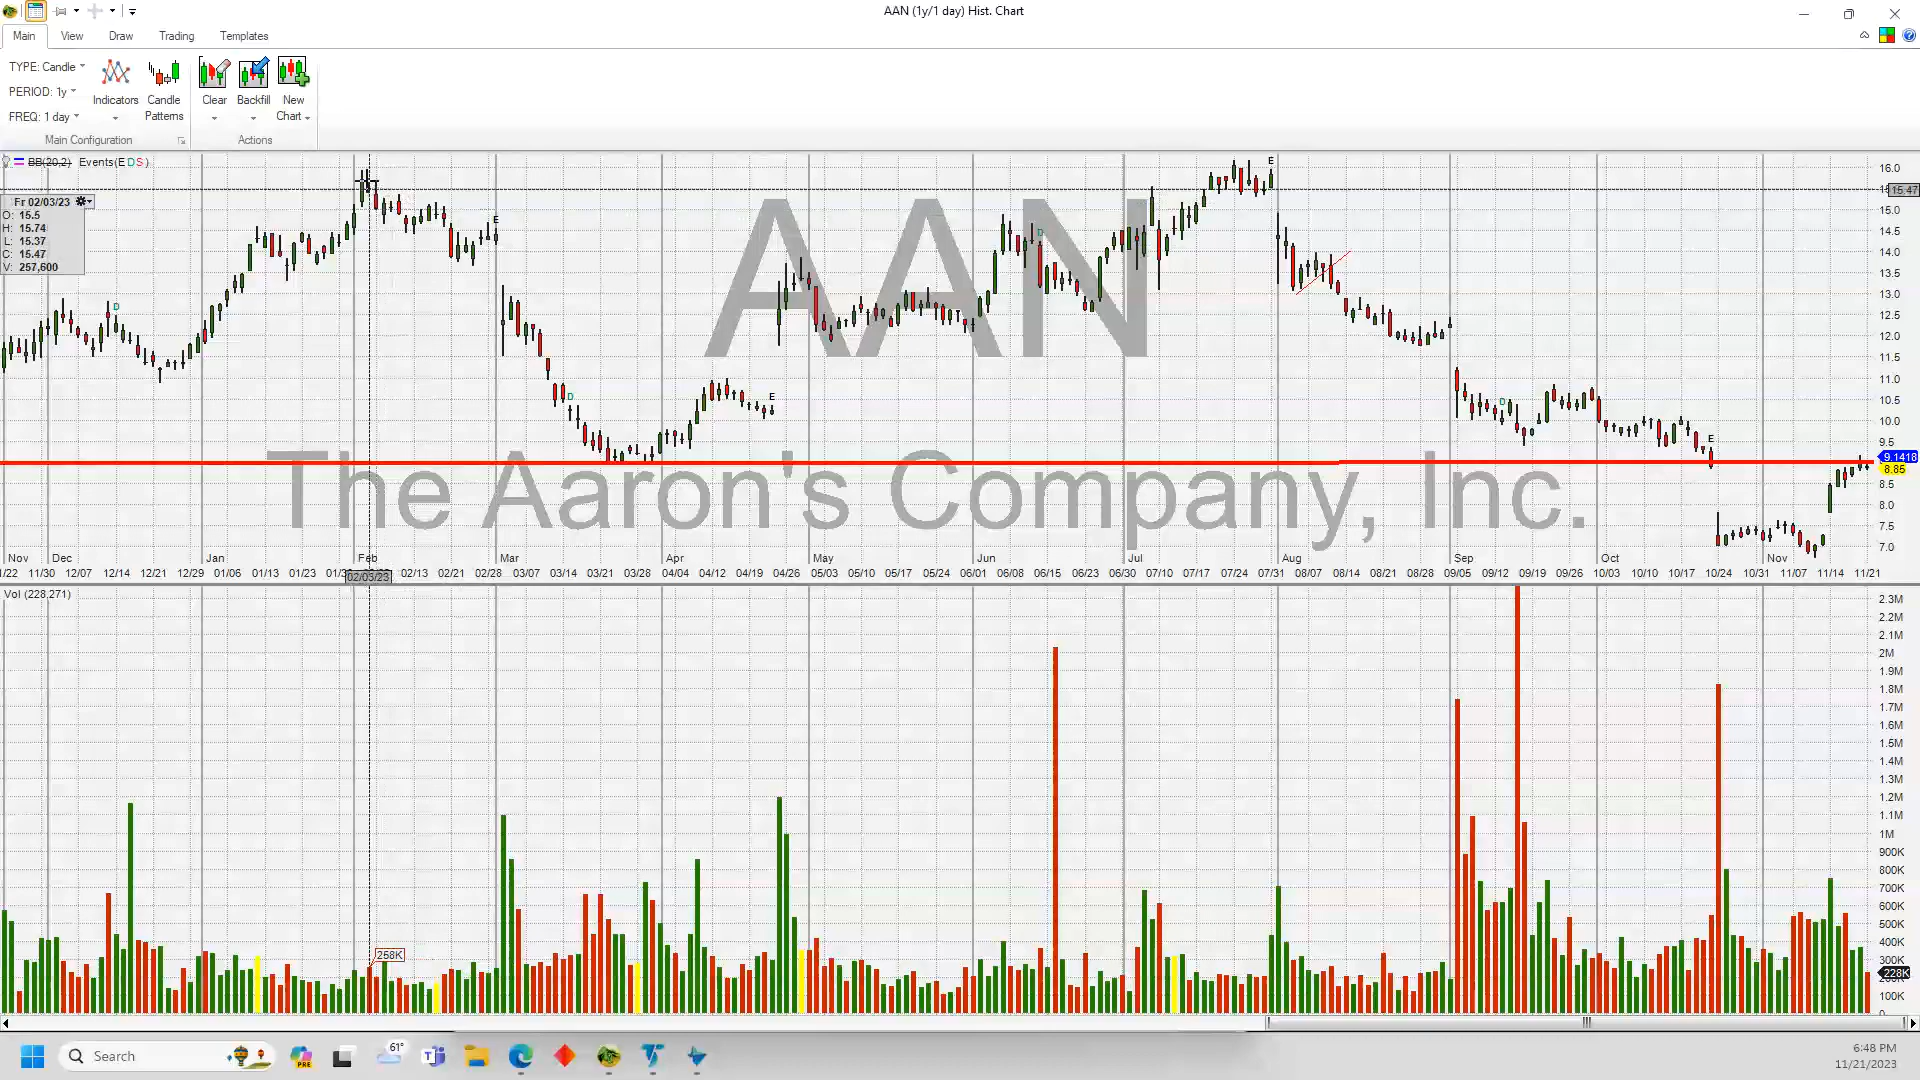 AAN (1y/1 day) Hist. Chart
Main View Draw Trading Templates
TYPE: Candle
PERIOD: 1y
FREQ: 1 day
Indicators
Candle
Patterns
Clear
Backfill
New
Chart
Main Configuration
Actions
BB(20,2) Events(E D S)
Fr 02/03/23
O: 15.5
H: 15.74
L: 15.37
C: 15.47
V: 257,600
AAN
The Aaron's Company, Inc.
D
E
D
E
D
E
D
E
16.0
15.47
15.0
14.5
14.0
13.5
13.0
12.5
12.0
11.5
11.0
10.5
10.0
9.5
9.1418
8.85
8.5
8.0
7.5
7.0
Nov Dec Jan Feb Mar Apr May Jun Jul Aug Sep Oct Nov
/22 11/30 12/07 12/14 12/21 12/29 01/06 01/13 01/23 01/3 02/03/23 02/13 02/21 02/28 03/07 03/14 03/21 03/28 04/04 04/12 04/19 04/26 05/03 05/10 05/17 05/24 06/01 06/08 06/15 06/23 06/30 07/10 07/17 07/24 07/31 08/07 08/14 08/21 08/28 09/05 09/12 09/19 09/26 10/03 10/10 10/17 10/24 10/31 11/07 11/14 11/21
Vol (228,271)
258K
2.3M
2.2M
2.1M
2M
1.9M
1.8M
1.7M
1.6M
1.5M
1.4M
1.3M
1.2M
1.1M
1M
900K
800K
700K
600K
500K
400K
300K
228K
100K
Search
PRE
61°
6:48 PM
11/21/2023